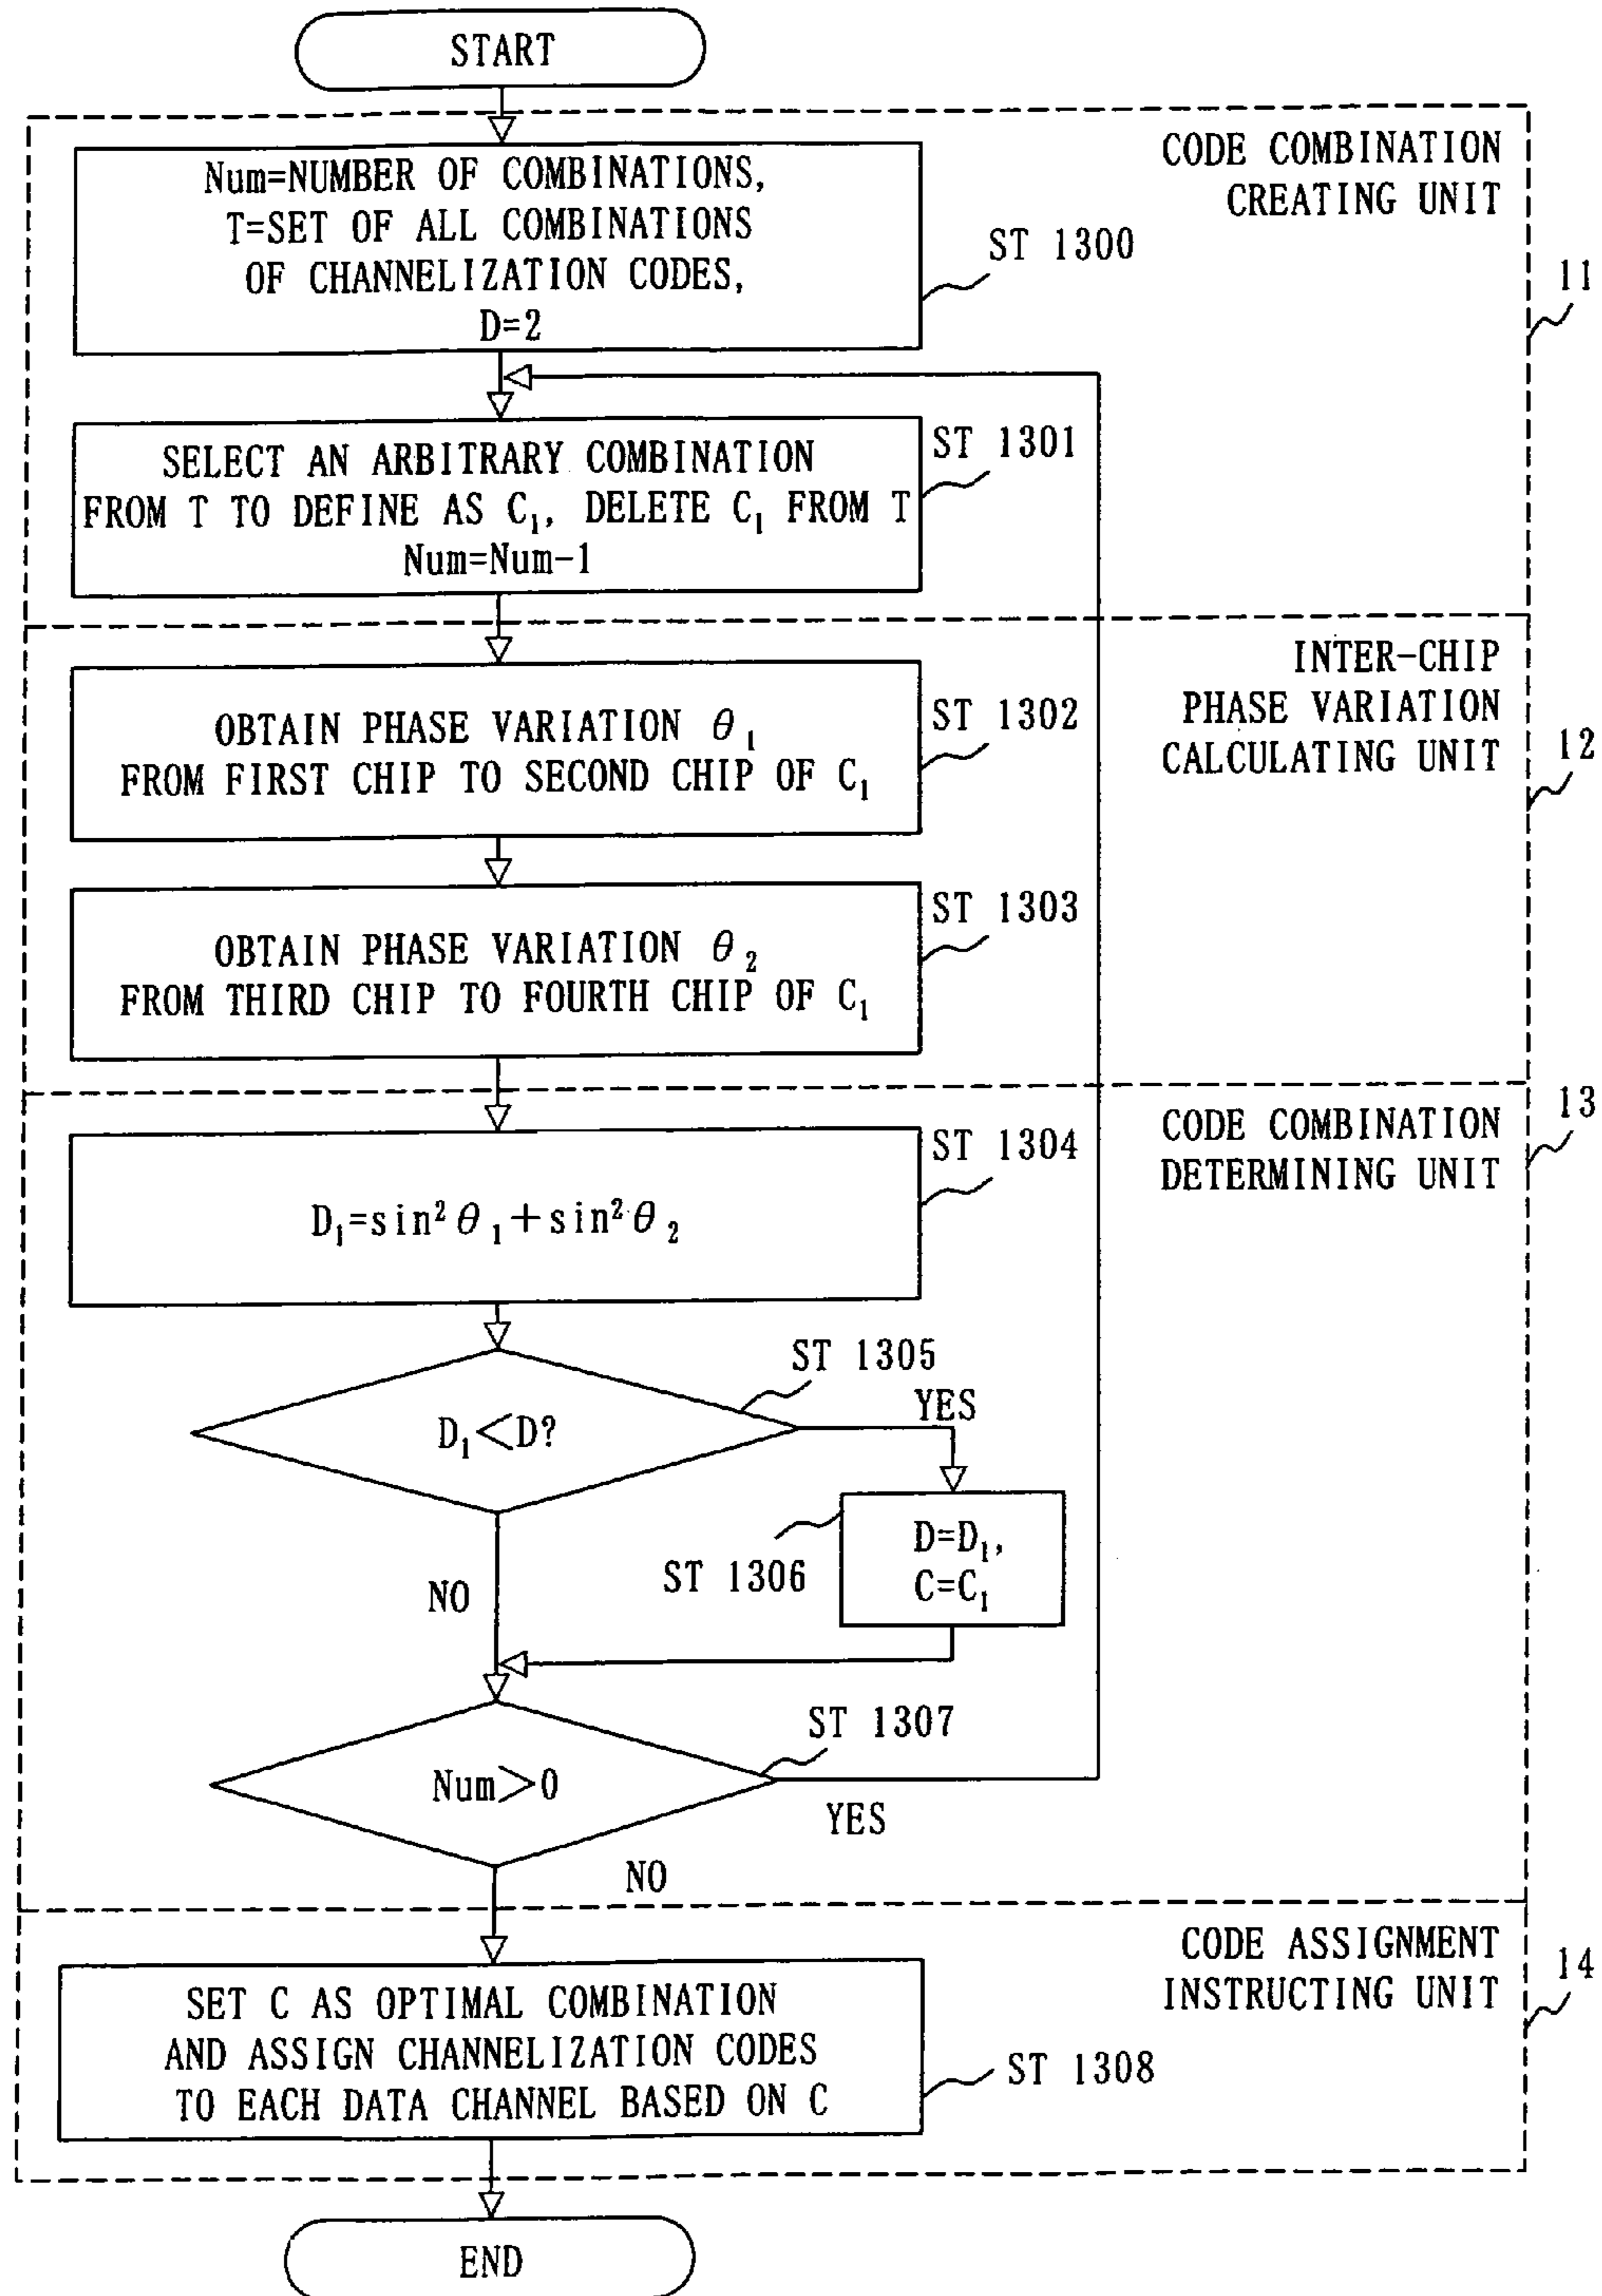 START
CODE COMBINATION
CREATING UNIT
11
Num=NUMBER OF COMBINATIONS,
T=SET OF ALL COMBINATIONS
OF CHANNELIZATION CODES,
D=2
ST 1300
SELECT AN ARBITRARY COMBINATION
FROM T TO DEFINE AS C₁, DELETE C₁ FROM T
Num=Num-1
ST 1301
INTER-CHIP
PHASE VARIATION
CALCULATING UNIT
12
OBTAIN PHASE VARIATION θ₁
FROM FIRST CHIP TO SECOND CHIP OF C₁
ST 1302
OBTAIN PHASE VARIATION θ₂
FROM THIRD CHIP TO FOURTH CHIP OF C₁
ST 1303
CODE COMBINATION
DETERMINING UNIT
13
D₁=sin²θ₁+sin²θ₂
ST 1304
D₁<D?
ST 1305
YES
D=D₁,
C=C₁
ST 1306
NO
Num>0
ST 1307
YES
NO
CODE ASSIGNMENT
INSTRUCTING UNIT
14
SET C AS OPTIMAL COMBINATION
AND ASSIGN CHANNELIZATION CODES
TO EACH DATA CHANNEL BASED ON C
ST 1308
END